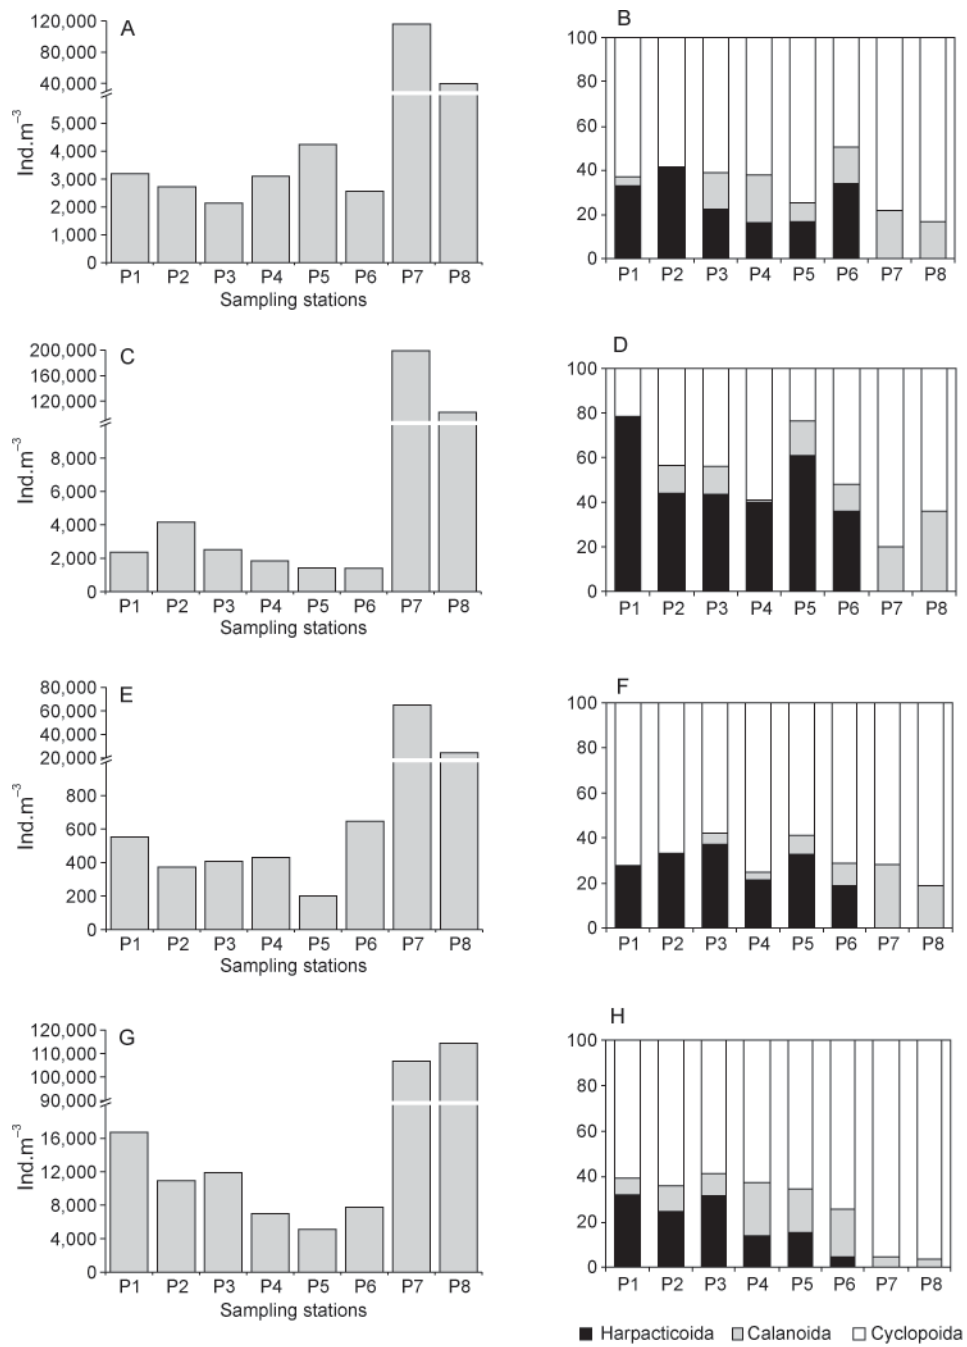 A
Ind.m⁻³
120,000
80,000
40,000
5,000
4,000
3,000
2,000
1,000
0
P1 P2 P3 P4 P5 P6 P7 P8
Sampling stations
B
100
80
60
40
20
0
P1 P2 P3 P4 P5 P6 P7 P8
C
Ind.m⁻³
200,000
160,000
120,000
8,000
6,000
4,000
2,000
0
P1 P2 P3 P4 P5 P6 P7 P8
Sampling stations
D
100
80
60
40
20
0
P1 P2 P3 P4 P5 P6 P7 P8
E
Ind.m⁻³
80,000
60,000
40,000
20,000
800
600
400
200
0
P1 P2 P3 P4 P5 P6 P7 P8
Sampling stations
F
100
80
60
40
20
0
P1 P2 P3 P4 P5 P6 P7 P8
G
Ind.m⁻³
120,000
110,000
100,000
90,000
16,000
12,000
8,000
4,000
0
P1 P2 P3 P4 P5 P6 P7 P8
Sampling stations
H
100
80
60
40
20
0
P1 P2 P3 P4 P5 P6 P7 P8
Harpacticoida Calanoida Cyclopoida